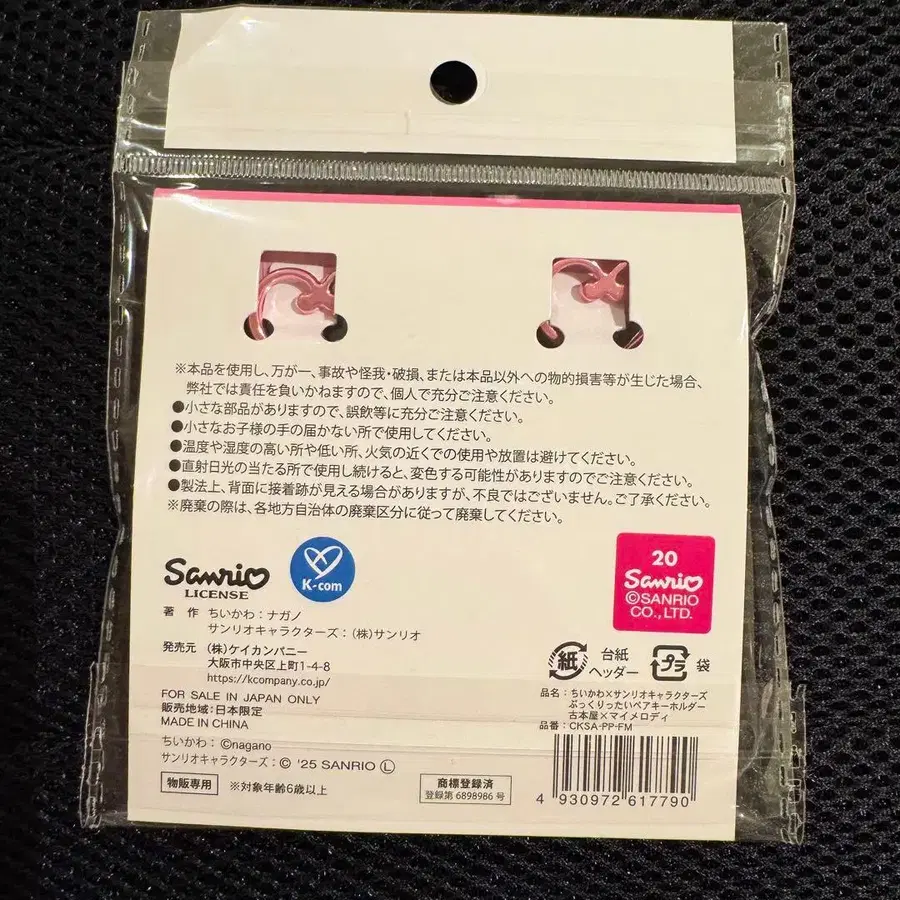 ※本品を使用し、万が一、事故や怪我・破損、または本品以外への物的損害等が生じた場合、
弊社では責任を負いかねますので、個人で充分ご注意ください。
●小さな部品がありますので、誤飲等に充分ご注意ください。
●小さなお子様の手の届かない所で使用してください。
●温度や湿度の高い所や低い所、火気の近くでの使用や放置は避けてください。
●直射日光の当たる所で使用し続けると、変色する可能性がありますのでご注意ください。
●製法上、背面に接着跡が見える場合がありますが、不良ではございません。ご了承ください。
※廃棄の際は、各地方自治体の廃棄区分に従って廃棄してください。
Sanrio
LICENSE
K-com
20
Sanrio
©SANRIO
CO.,LTD.
著 作 ちいかわ：ナガノ
サンリオキャラクターズ：(株)サンリオ
発売元 (株)ケイカンパニー
大阪市中央区上町1-4-8
https://kcompany.co.jp/
FOR SALE IN JAPAN ONLY
販売地域：日本限定
MADE IN CHINA
ちいかわ：©nagano
サンリオキャラクターズ：© '25 SANRIO Ⓛ
物販専用
※対象年齢6歳以上
紙
台紙
ヘッダー
プラ
袋
品名：ちいかわ×サンリオキャラクターズ
ぷっくりったいペアキーホルダー
古本屋×マイメロディ
品番：CKSA-PP-FM
商標登録済
登録第 6898986 号
4 930972 617790